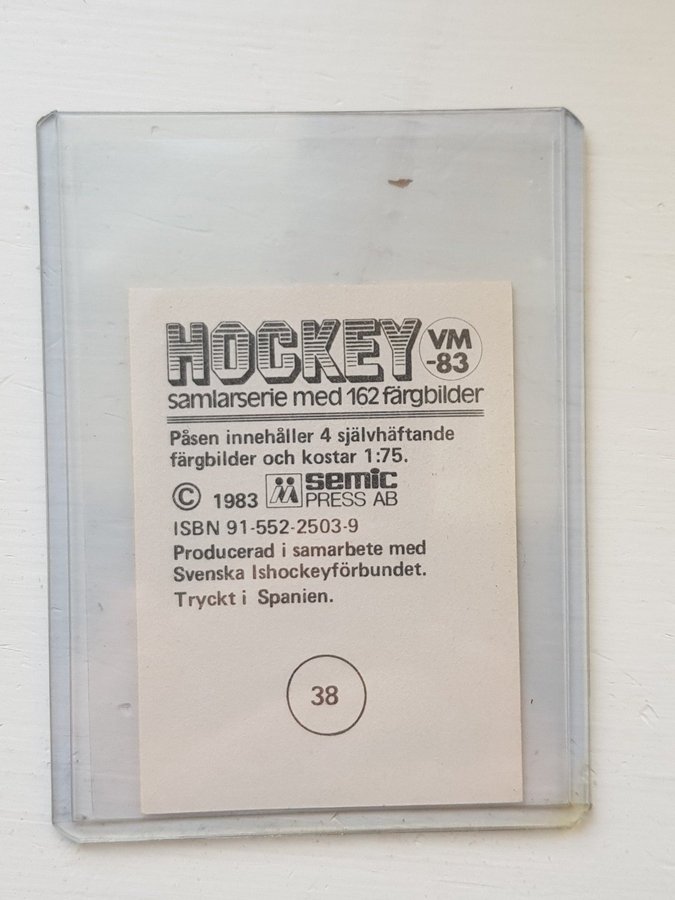 HOCKEY VM -83
samlarserie med 162 färgbilder
Påsen innehåller 4 självhäftande
färgbilder och kostar 1:75.
© 1983 semic PRESS AB
ISBN 91-552-2503-9
Producerad i samarbete med
Svenska Ishockeyförbundet.
Tryckt i Spanien.
38